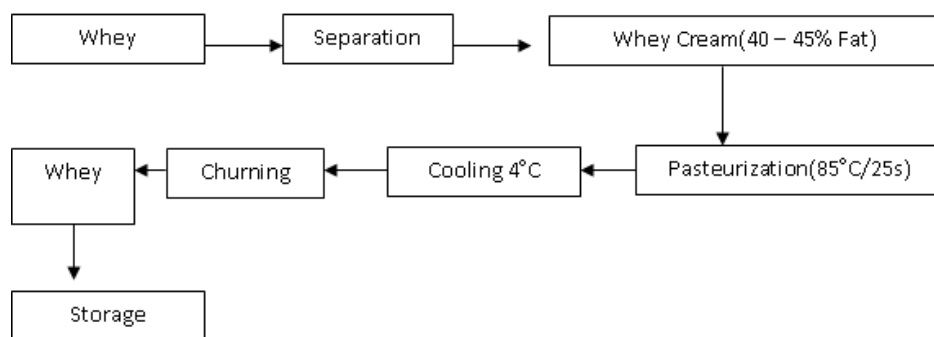 Whey
Separation
Whey Cream(40 – 45% Fat)
Pasteurization(85°C/25s)
Cooling 4°C
Churning
Whey
Storage